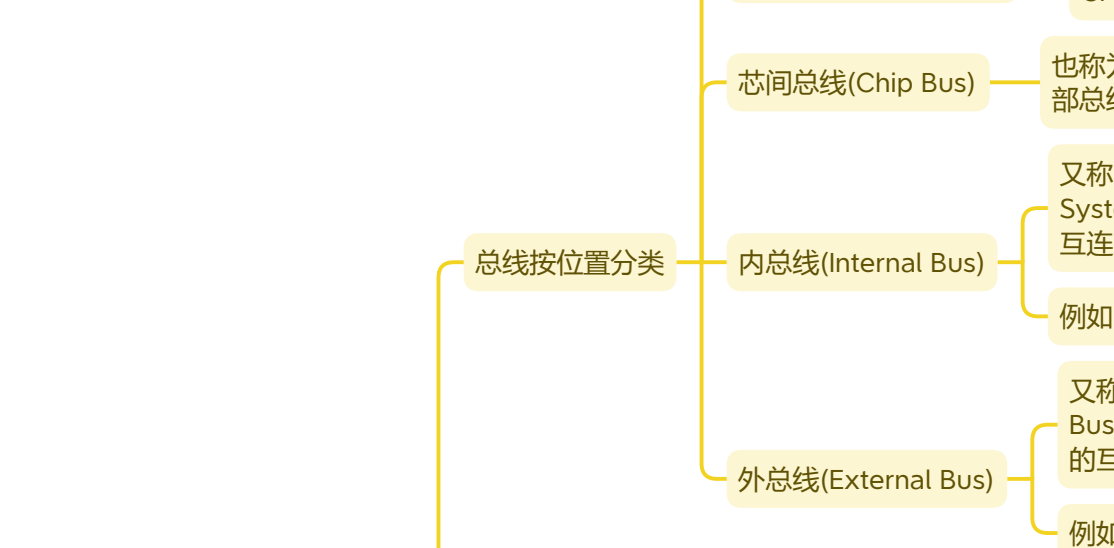 芯间总线(Chip Bus)
也称
部总
又称
Syst
互连
总线按位置分类
内总线(Internal Bus)
例如
又称
Bus
的互
外总线(External Bus)
例如